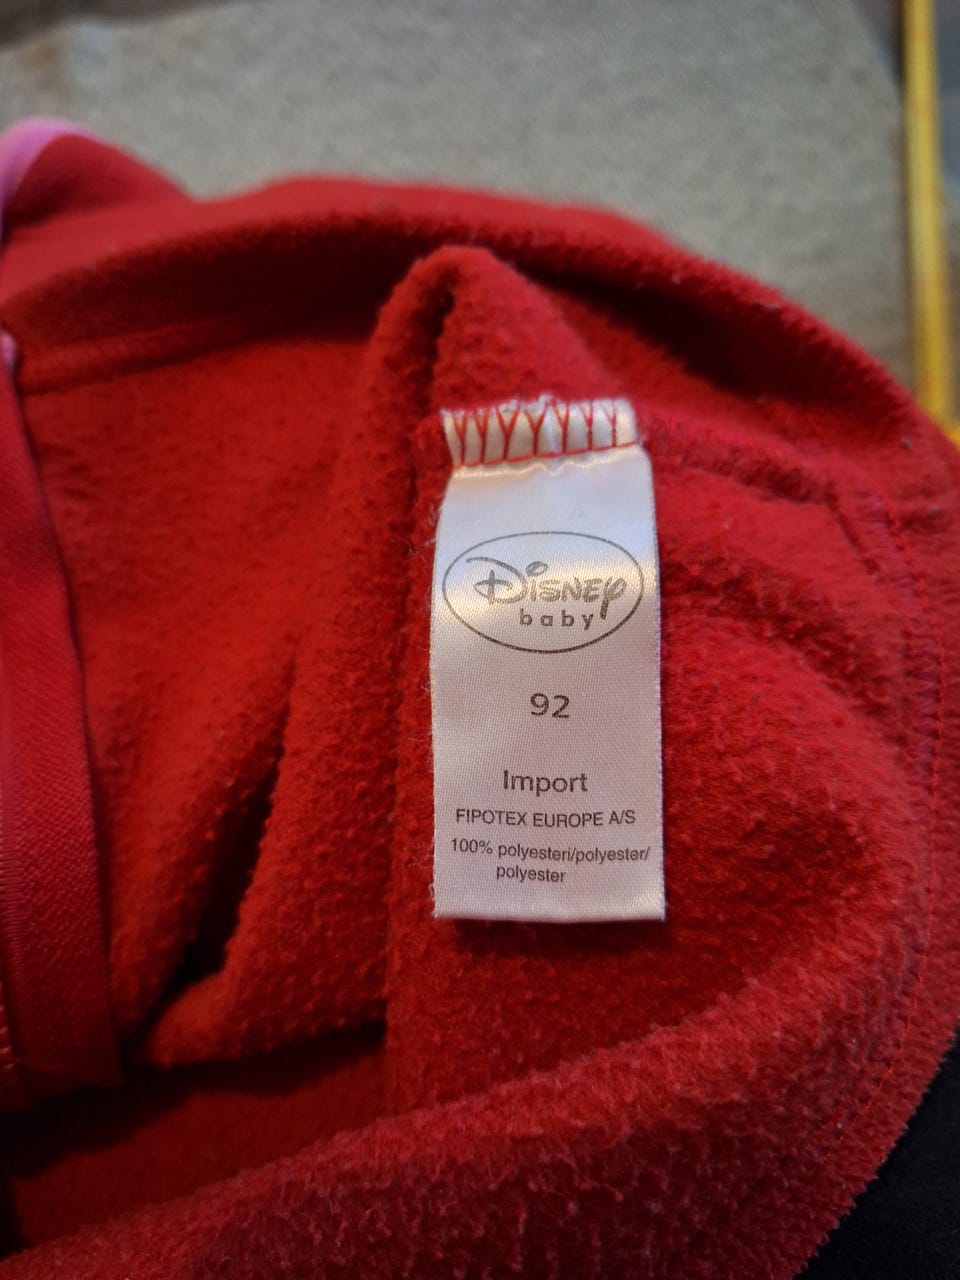 Disney
baby
92
Import
FIPOTEX EUROPE A/S
100% polyesteri/polyester/
polyester